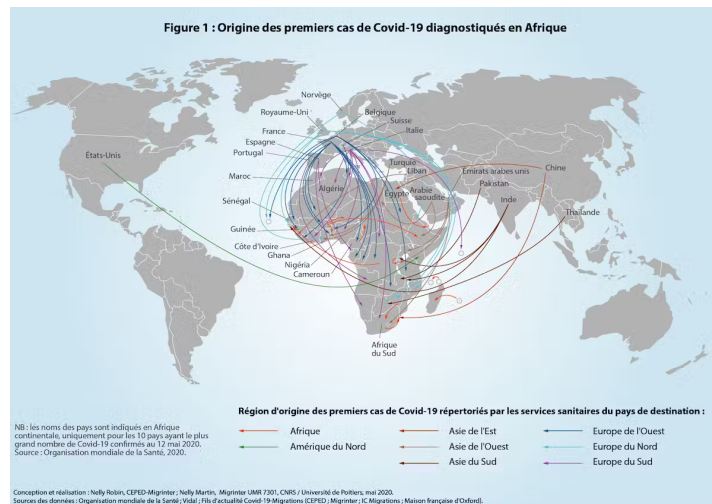 Figure 1 : Origine des premiers cas de Covid-19 diagnostiqués en Afrique
Norvège
Royaume-Uni
Belgique
Suisse
France
Italie
Espagne
Portugal
États-Unis
Turquie
Liban
Émirats arabes unis
Chine
Maroc
Algérie
Égypte
Arabie
saoudite
Pakistan
Inde
Thaïlande
Sénégal
Guinée
Côte d'Ivoire
Ghana
Nigéria
Cameroun
Afrique
du Sud
NB : les noms des pays sont indiqués en Afrique
continentale, uniquement pour les 10 pays ayant le plus
grand nombre de Covid-19 confirmés au 12 mai 2020.
Source : Organisation mondiale de la Santé, 2020.
Région d'origine des premiers cas de Covid-19 répertoriés par les services sanitaires du pays de destination :
Afrique
Asie de l'Est
Europe de l'Ouest
Amérique du Nord
Asie de l'Ouest
Europe du Nord
Asie du Sud
Europe du Sud
Conception et réalisation : Nelly Robin, CEPED-Migrinter ; Nelly Martin, Migrinter UMR 7301, CNRS / Université de Poitiers, mai 2020.
Sources des données : Organisation mondiale de la Santé ; Vidal ; Fils d'actualité Covid-19-Migrations (CEPED ; Migrinter ; IC Migrations ; Maison française d'Oxford).